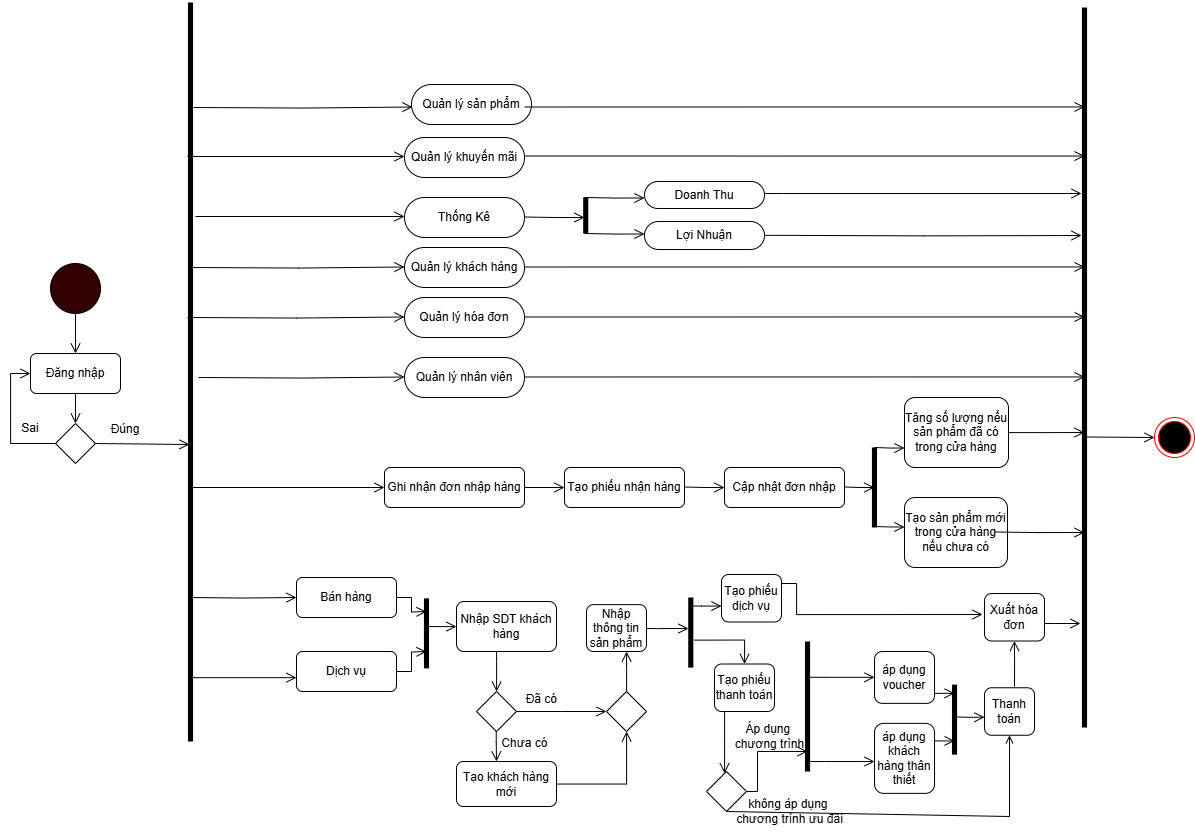 Quản lý sản phẩm
Quản lý khuyến mãi
Doanh Thu
Thống Kê
Lợi Nhuận
Quản lý khách hàng
Quản lý hóa đơn
Đăng nhập
Quản lý nhân viên
Sai
Đúng
Tăng số lượng nếu
sản phẩm đã có
trong cửa hàng
Ghi nhận đơn nhập hàng
Tạo phiếu nhận hàng
Cập nhật đơn nhập
Tạo sản phẩm mới
trong cửa hàng
nếu chưa có
Bán hàng
Nhập SDT khách
hàng
Nhập
thông tin
sản phẩm
Tạo phiếu
dịch vụ
Xuất hóa
đơn
Dịch vụ
Tạo phiếu
thanh toán
áp dụng
voucher
Đã có
Thanh
toán
Chưa có
Áp dụng
chương trình
áp dụng
khách
hàng thân
thiết
Tạo khách hàng
mới
không áp dụng
chương trình ưu đãi